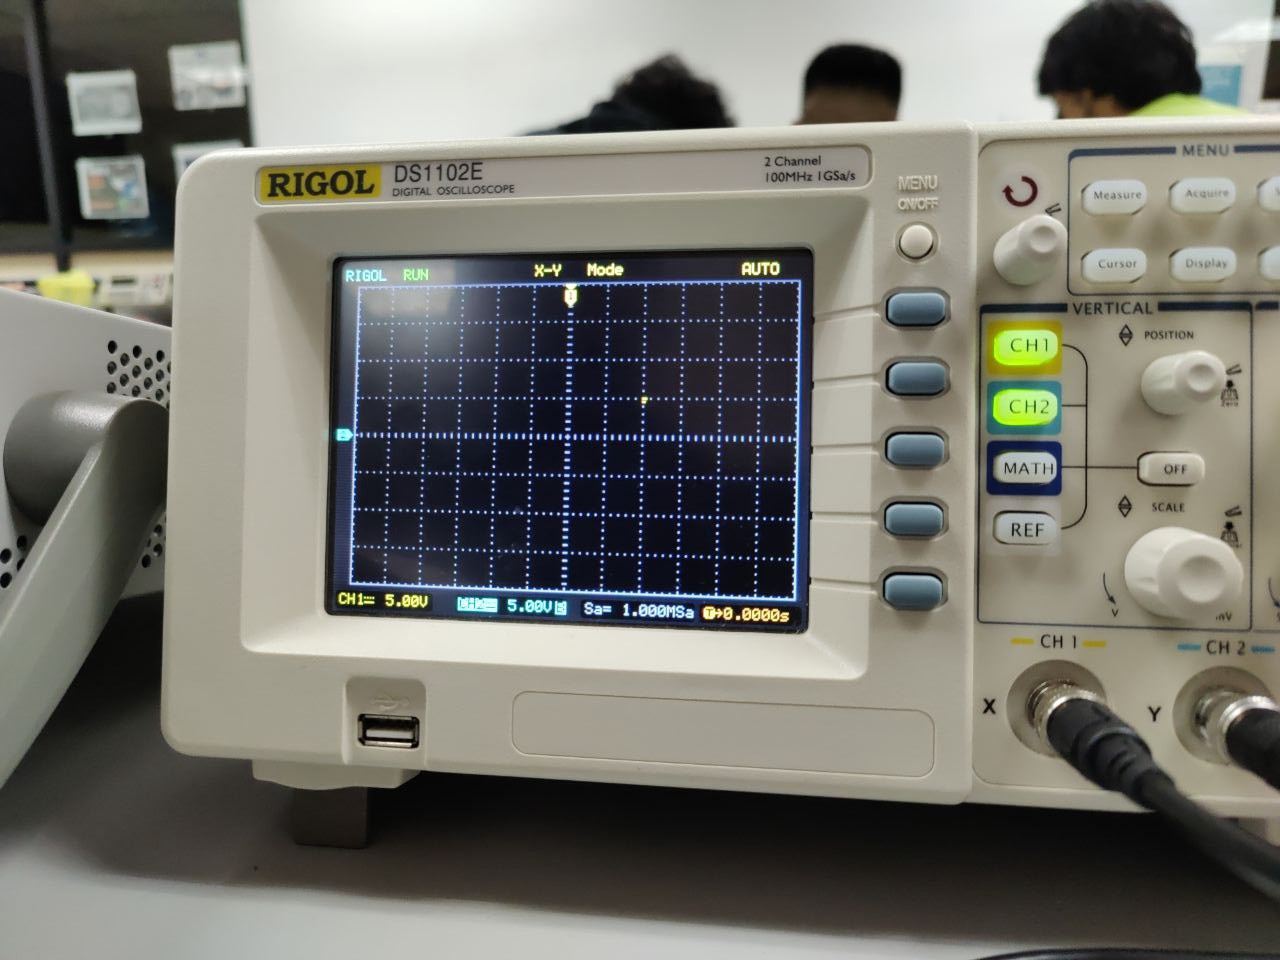 RIGOL DS1102E
DIGITAL OSCILLOSCOPE
2 Channel
100MHz 1GSa/s
MENU
ON/OFF
RIGOL RUN X-Y Mode AUTO
CH1 5.00V 5.00V Sa= 1.000MSa 0.0000s
MENU
Measure Acquire
Cursor Display
VERTICAL
CH1
POSITION
CH2
MATH
OFF
REF
SCALE
V
mV
CH 1 CH 2
X Y